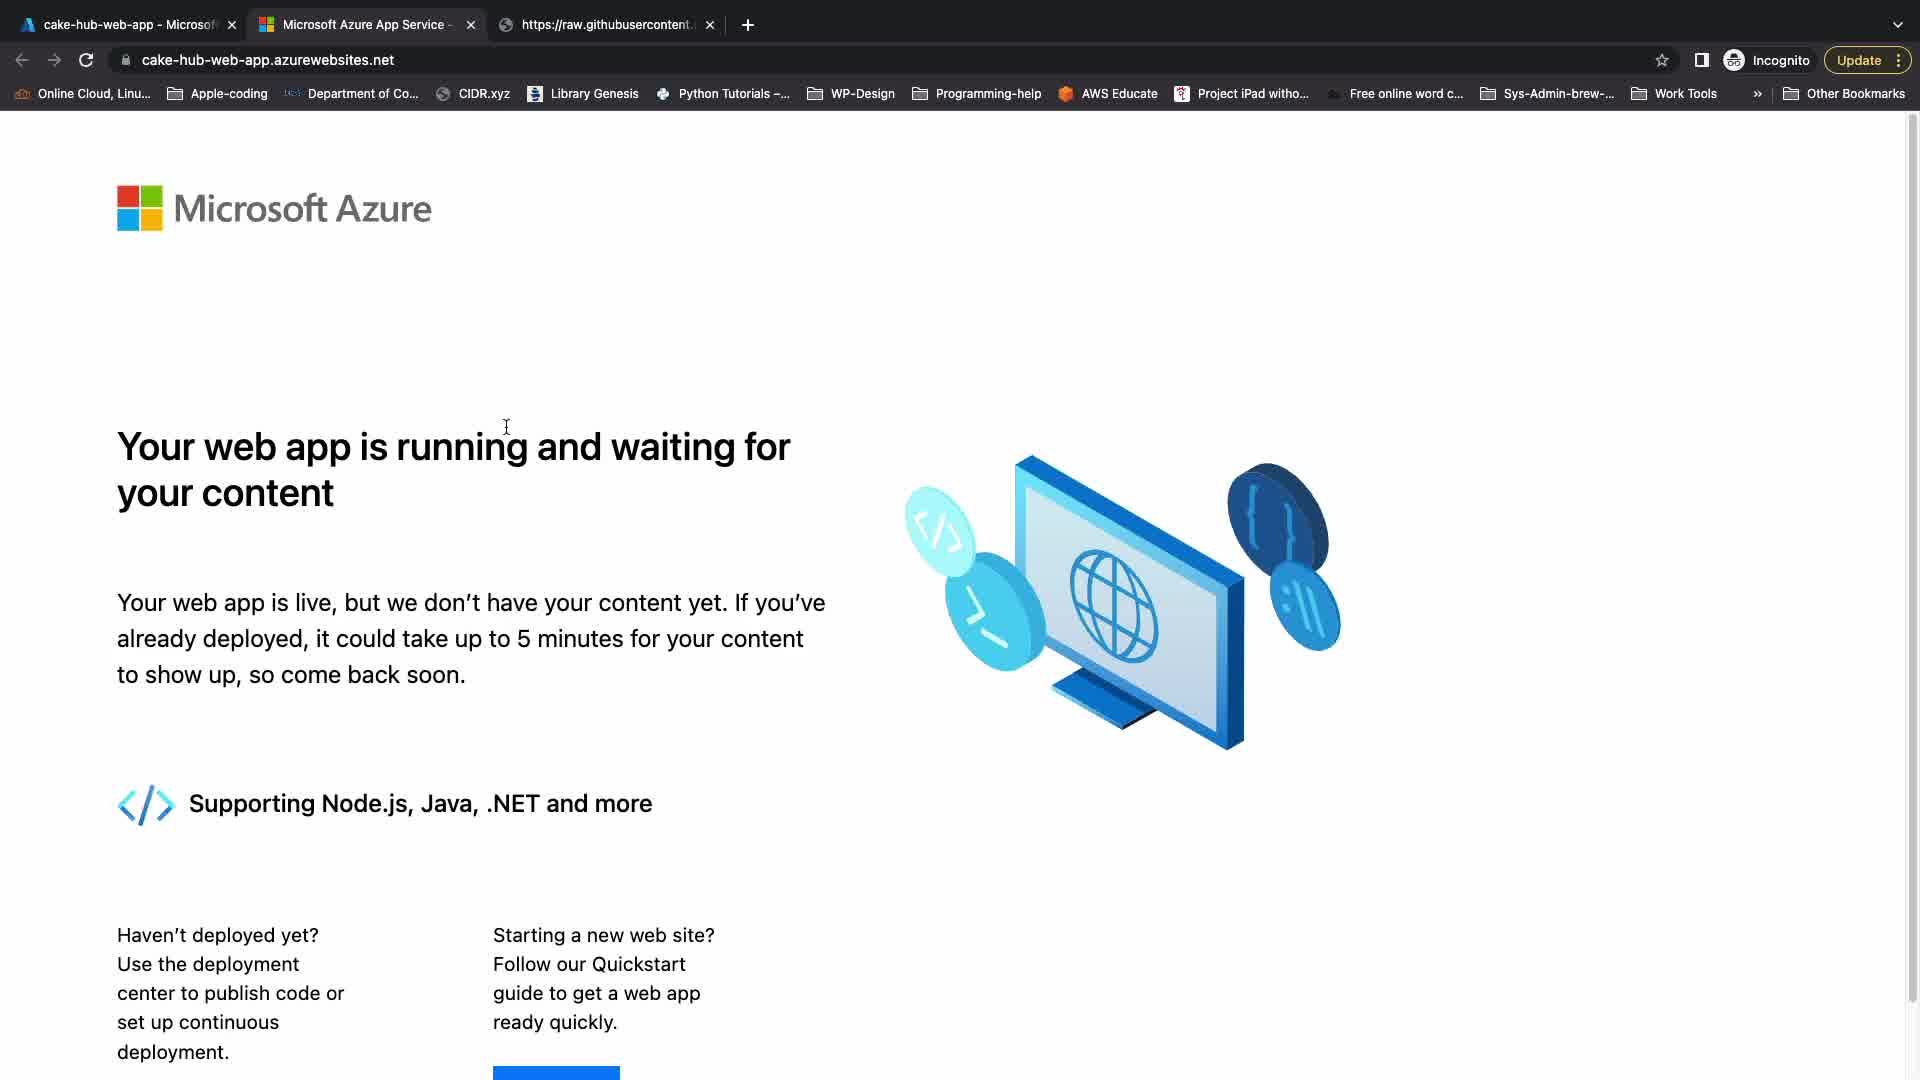 cake-hub-web-app - Microsof
Microsoft Azure App Service -
https://raw.githubusercontent.
cake-hub-web-app.azurewebsites.net
Incognito
Update
Online Cloud, Linu...
Apple-coding
Department of Co...
CIDR.xyz
Library Genesis
Python Tutorials –...
WP-Design
Programming-help
AWS Educate
Project iPad witho...
Free online word c...
Sys-Admin-brew-...
Work Tools
»
Other Bookmarks
Microsoft Azure
Your web app is running and waiting for
your content
Your web app is live, but we don’t have your content yet. If you’ve
already deployed, it could take up to 5 minutes for your content
to show up, so come back soon.
Supporting Node.js, Java, .NET and more
Haven’t deployed yet?
Use the deployment
center to publish code or
set up continuous
deployment.
Starting a new web site?
Follow our Quickstart
guide to get a web app
ready quickly.